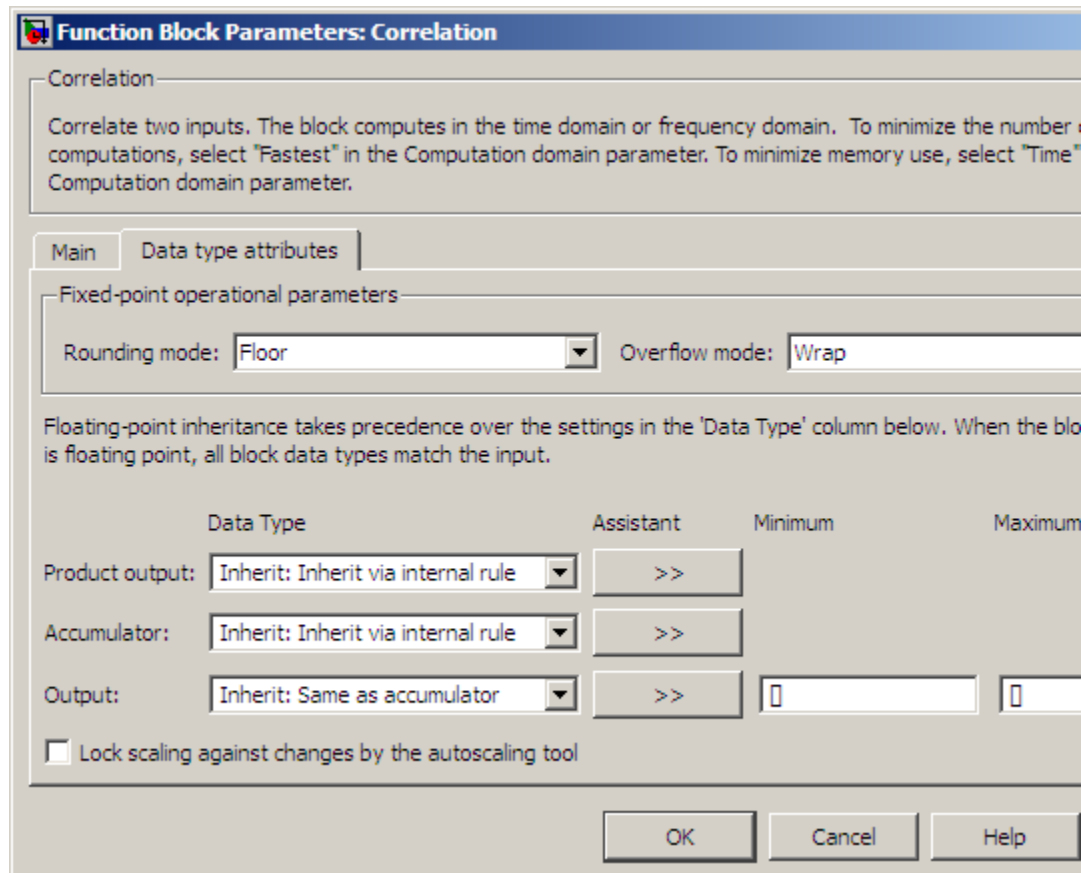 Function Block Parameters: Correlation
Correlation
Correlate two inputs. The block computes in the time domain or frequency domain.  To minimize the number
computations, select "Fastest" in the Computation domain parameter. To minimize memory use, select "Time"
Computation domain parameter.
Main Data type attributes
Fixed-point operational parameters
Rounding mode: Floor Overflow mode: Wrap
Floating-point inheritance takes precedence over the settings in the 'Data Type' column below. When the
is floating point, all block data types match the input.
Data Type Assistant Minimum Maximum
Product output: Inherit: Inherit via internal rule >>
Accumulator: Inherit: Inherit via internal rule >>
Output: Inherit: Same as accumulator >> [] []
Lock scaling against changes by the autoscaling tool
OK Cancel Help